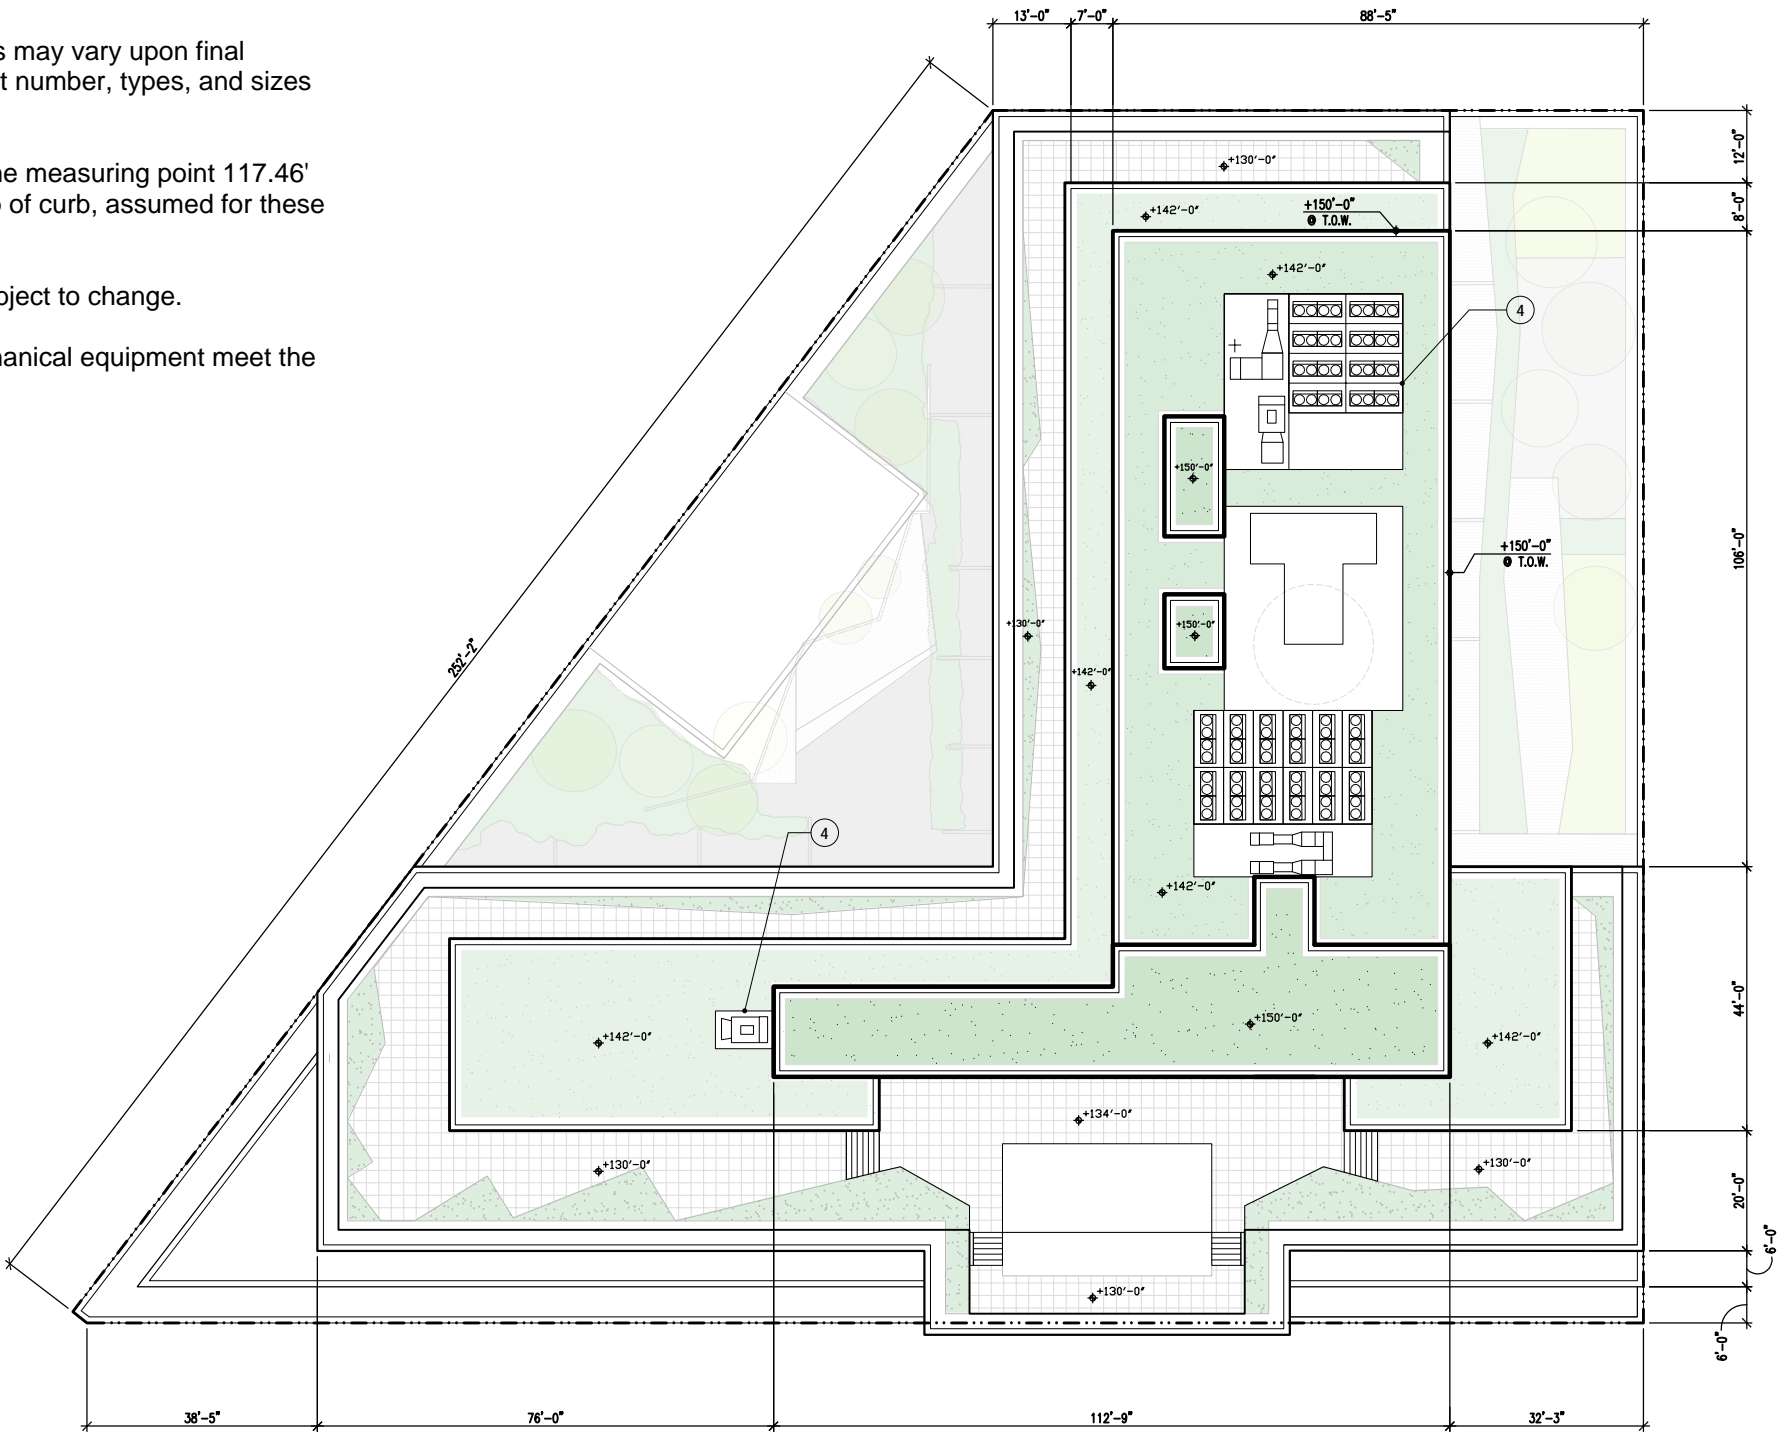 s may vary upon final
t number, types, and sizes
ne measuring point 117.46'
o of curb, assumed for these
bject to change.
hanical equipment meet the
13'-0" 7'-0" 88'-5"
12'-0"
8'-0"
106'-0"
44'-0"
20'-0"
6'-0"
6'-0"
252'-2"
+130'-0"
+142'-0"
+150'-0"
@ T.O.W.
+142'-0"
4
+150'-0"
+150'-0"
@ T.O.W.
+130'-0"
+150'-0"
+142'-0"
4
+142'-0"
+150'-0"
+142'-0"
+142'-0"
+134'-0"
+130'-0"
+130'-0"
+130'-0"
38'-5" 76'-0" 112'-9" 32'-3"